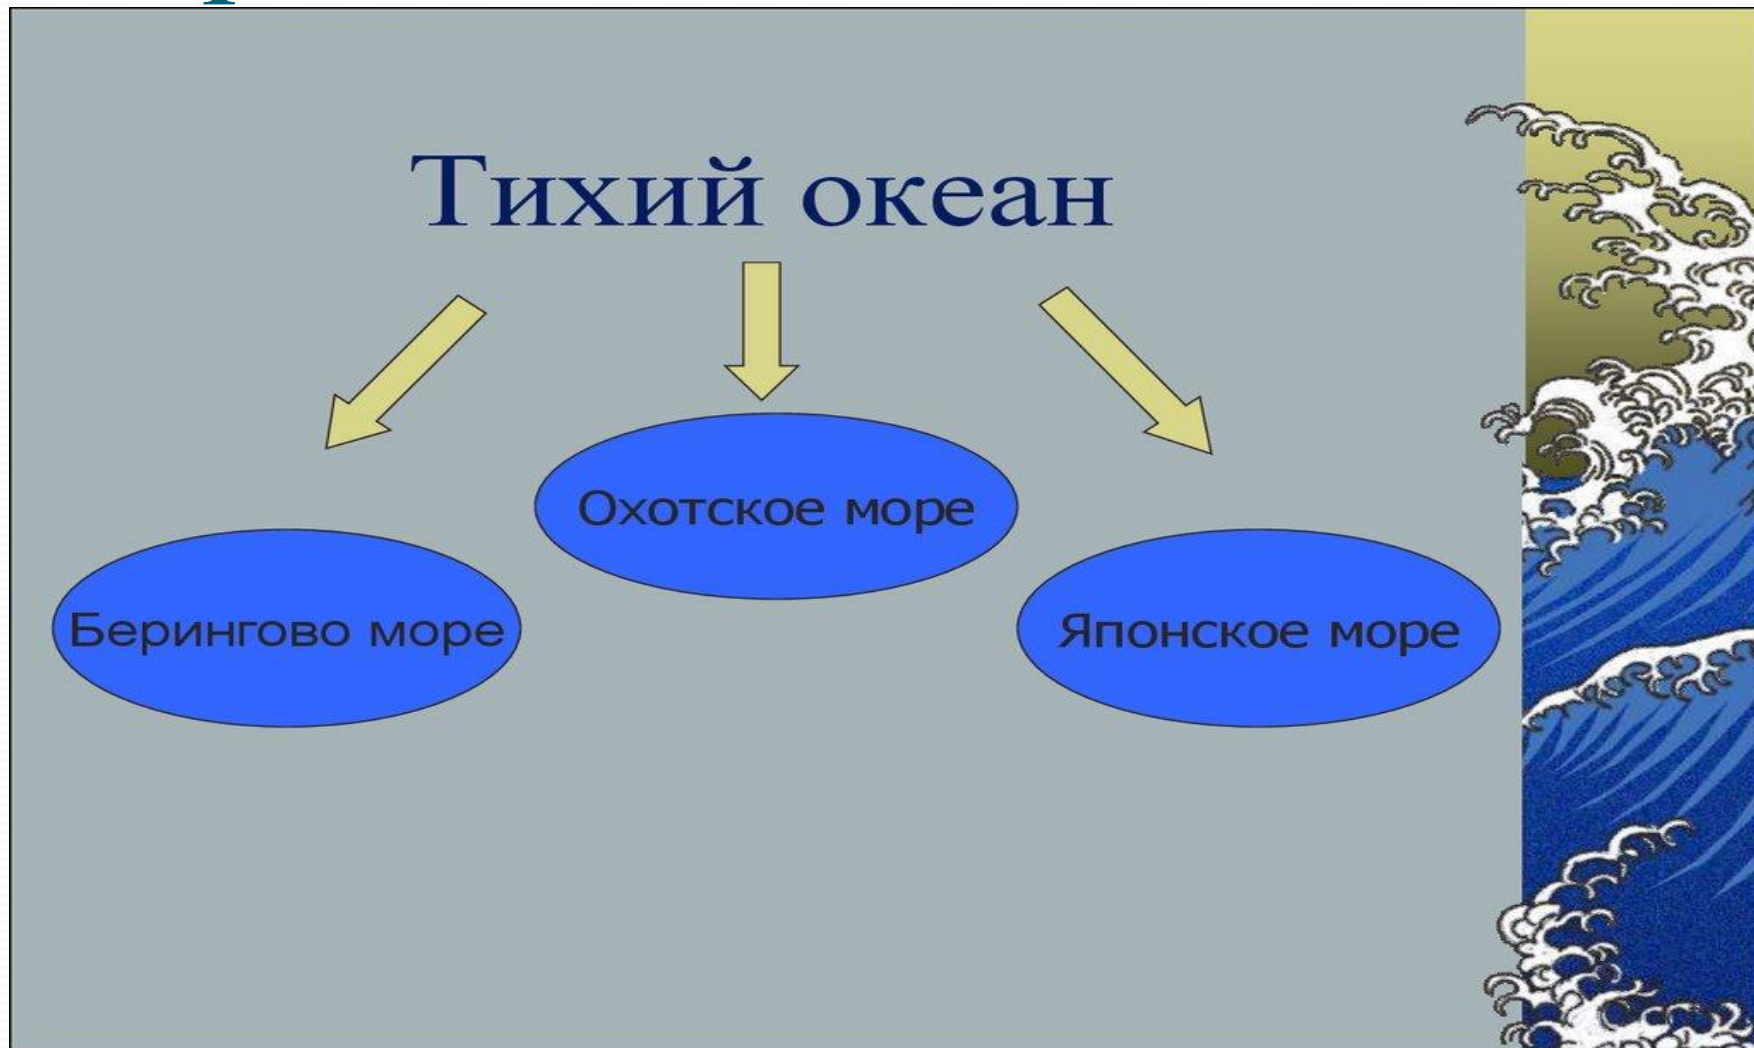 Тихий океан
Охотское море
Берингово море
Японское море